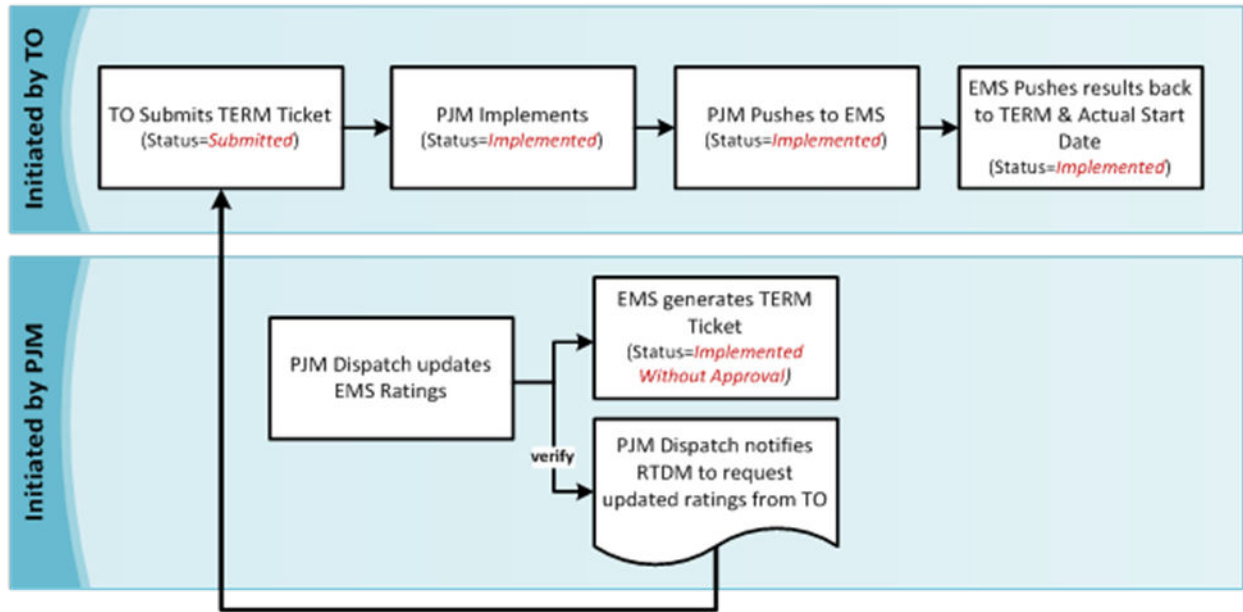 Initiated by TO
TO Submits TERM Ticket
(Status=Submitted)
PJM Implements
(Status=Implemented)
PJM Pushes to EMS
(Status=Implemented)
EMS Pushes results back
to TERM & Actual Start
Date
(Status=Implemented)
Initiated by PJM
PJM Dispatch updates
EMS Ratings
EMS generates TERM
Ticket
(Status=Implemented
Without Approval)
verify
PJM Dispatch notifies
RTDM to request
updated ratings from TO